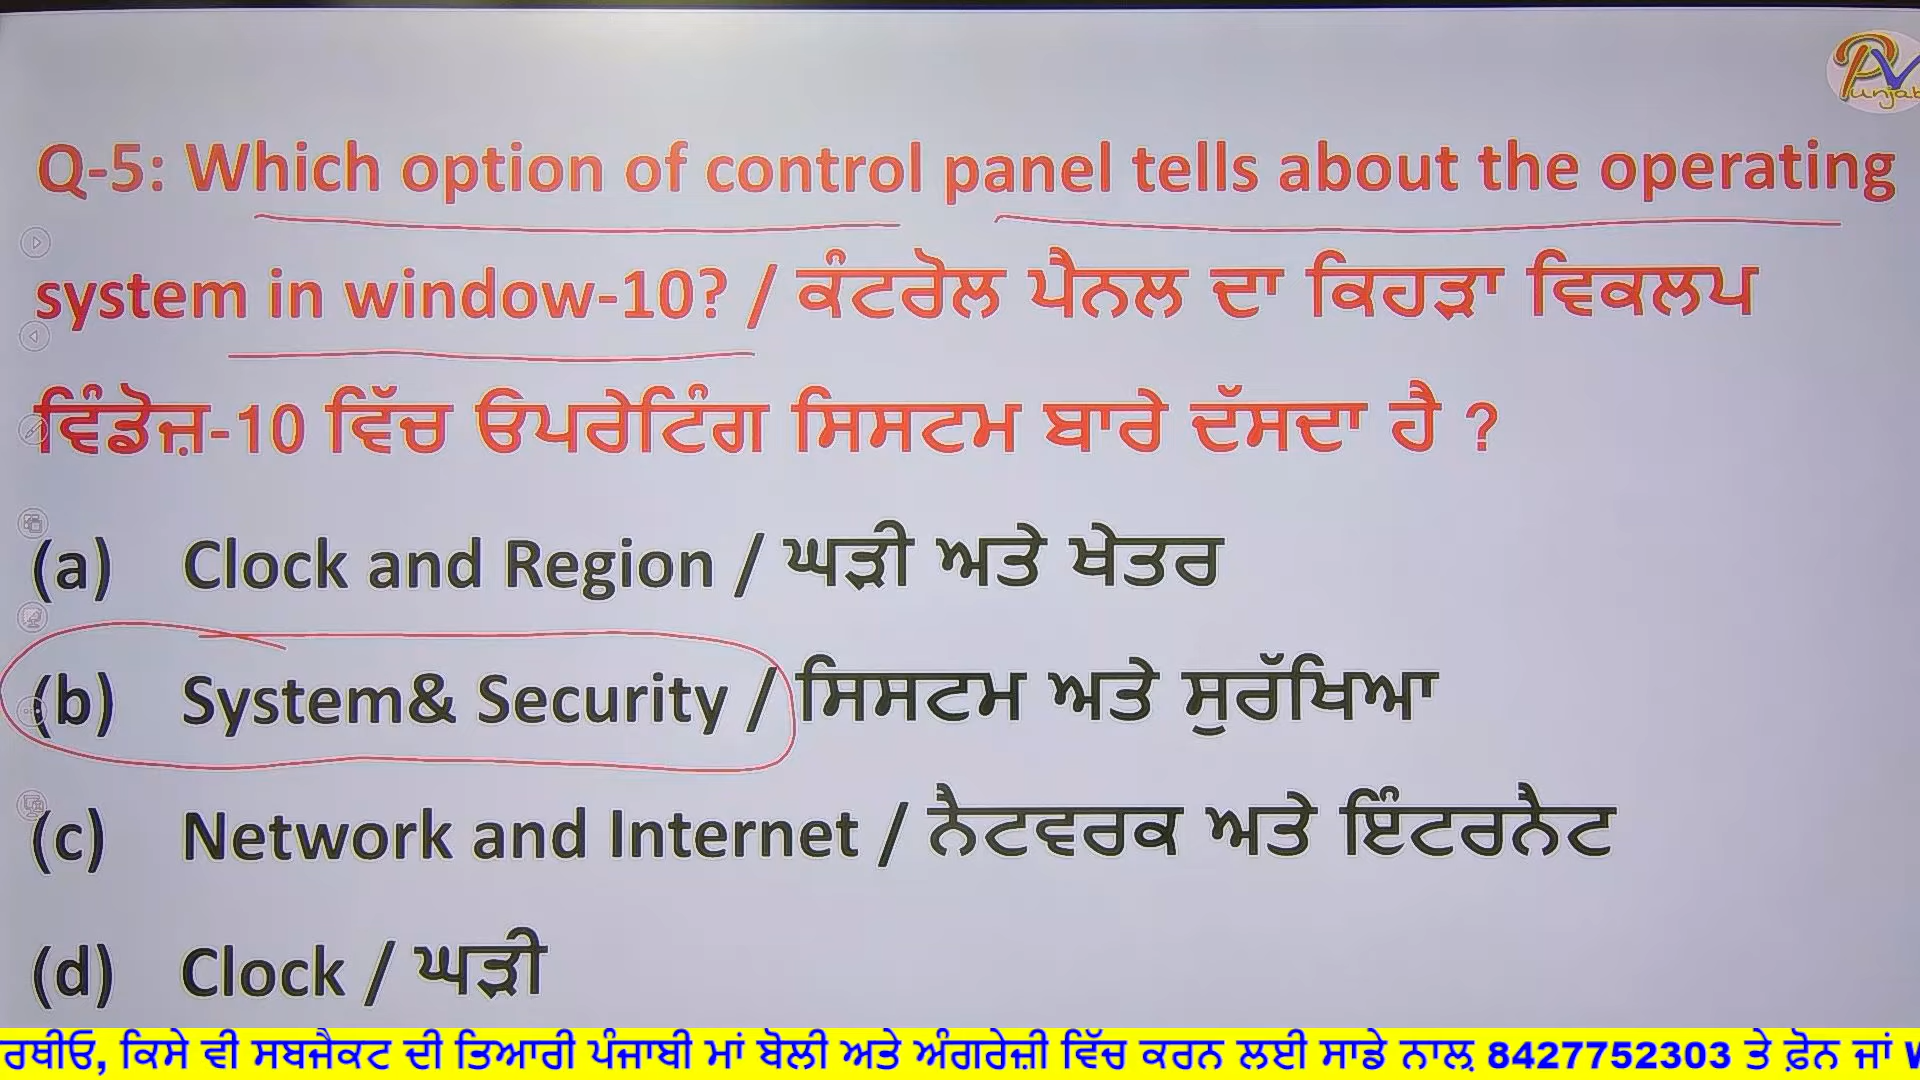 Q-5: Which option of control panel tells about the operating
system in window-10? / ਕੰਟਰੋਲ ਪੈਨਲ ਦਾ ਕਿਹੜਾ ਵਿਕਲਪ
ਵਿੰਡੋਜ਼-10 ਵਿੱਚ ਓਪਰੇਟਿੰਗ ਸਿਸਟਮ ਬਾਰੇ ਦੱਸਦਾ ਹੈ ?
(a) Clock and Region / ਘੜੀ ਅਤੇ ਖੇਤਰ
(b) System& Security / ਸਿਸਟਮ ਅਤੇ ਸੁਰੱਖਿਆ
(c) Network and Internet / ਨੈਟਵਰਕ ਅਤੇ ਇੰਟਰਨੈਟ
(d) Clock / ਘੜੀ
ਕਿਸੇ ਵੀ ਸਬਜੈਕਟ ਦੀ ਤਿਆਰੀ ਪੰਜਾਬੀ ਮਾਂ ਬੋਲੀ ਅਤੇ ਅੰਗਰੇਜ਼ੀ ਵਿੱਚ ਕਰਨ ਲਈ ਸਾਡੇ ਨਾਲ਼ 8427752303 ਤੇ ਫ਼ੋਨ ਜਾਂ